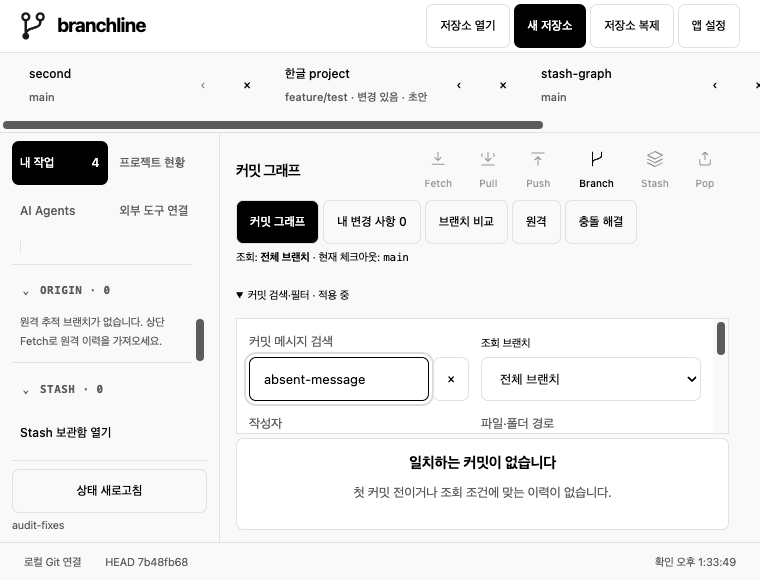 branchline
저장소 열기
새 저장소
저장소 복제
앱 설정
second
main
한글 project
feature/test · 변경 있음 · 초안
stash-graph
main
내 작업 4
프로젝트 현황
AI Agents
외부 도구 연결
ORIGIN · 0
원격 추적 브랜치가 없습니다. 상단
Fetch로 원격 이력을 가져오세요.
STASH · 0
Stash 보관함 열기
상태 새로고침
audit-fixes
커밋 그래프
Fetch
Pull
Push
Branch
Stash
Pop
커밋 그래프
내 변경 사항 0
브랜치 비교
원격
충돌 해결
조회: 전체 브랜치 · 현재 체크아웃: main
▼ 커밋 검색·필터 · 적용 중
커밋 메시지 검색
absent-message
×
조회 브랜치
전체 브랜치
작성자
파일·폴더 경로
일치하는 커밋이 없습니다
첫 커밋 전이거나 조회 조건에 맞는 이력이 없습니다.
로컬 Git 연결
HEAD 7b48fb68
확인 오후 1:33:49